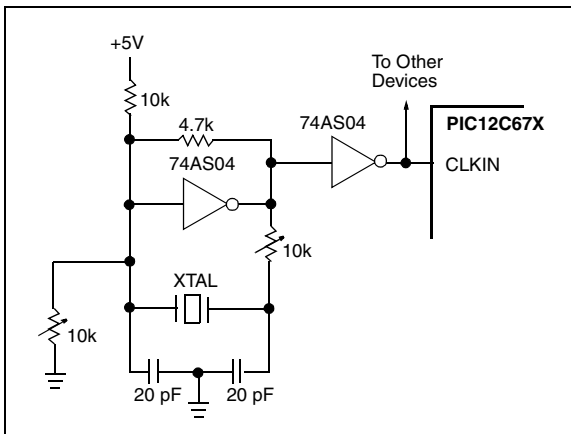 +5V
To Other
Devices
10k
4.7k
74AS04
PIC12C67X
74AS04
CLKIN
10k
XTAL
10k
20 pF
20 pF